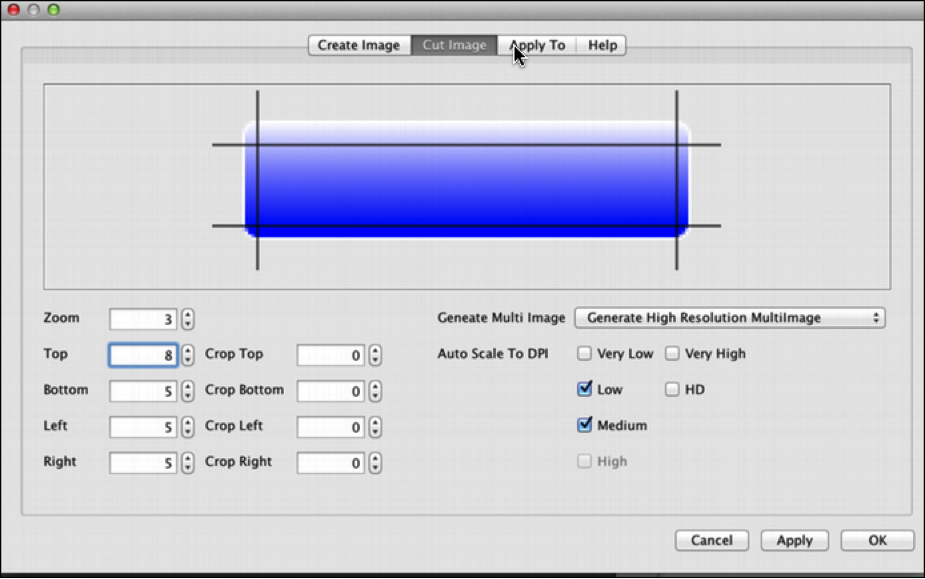 Create Image Cut Image Apply To Help
Zoom 3 Geneate Multi Image Generate High Resolution MultiImage
Top 8 Crop Top 0 Auto Scale To DPI Very Low Very High
Bottom 5 Crop Bottom 0 Low HD
Left 5 Crop Left 0 Medium
Right 5 Crop Right 0 High
Cancel Apply OK